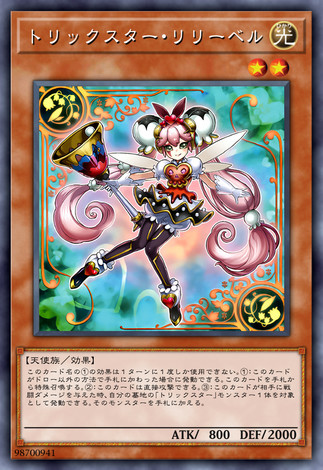 トリックスター・リリーベル
光
【天使族／効果】
このカード名の①の効果は１ターンに１度しか使用できない。①：このカード
がドロー以外の方法で手札に加わった場合に発動できる。このカードを手札か
ら特殊召喚する。②：このカードは直接攻撃できる。③：このカードが相手に戦
闘ダメージを与えた時、自分の墓地の「トリックスター」モンスター１体を対象
として発動できる。そのモンスターを手札に加える。
ATK/ 800 DEF/2000
98700941